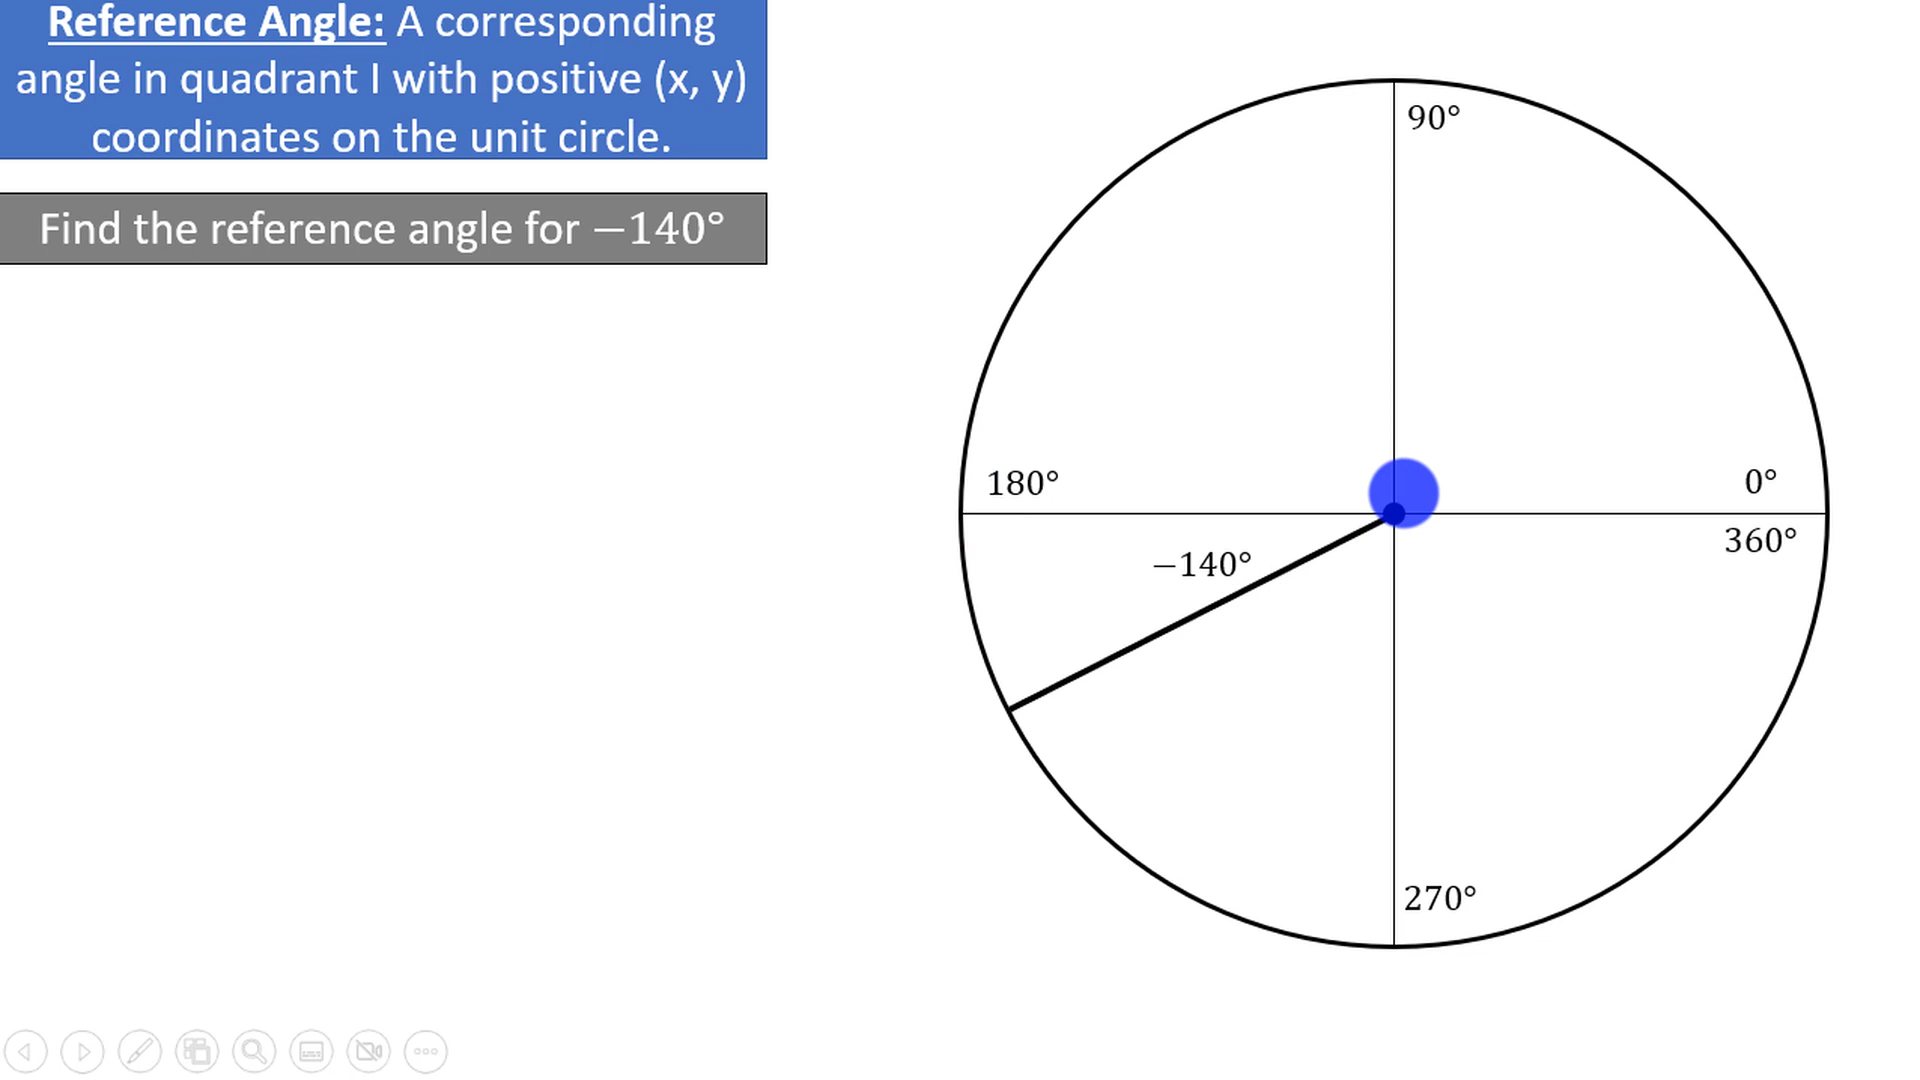 Reference Angle: A corresponding
angle in quadrant I with positive (x, y)
coordinates on the unit circle.
Find the reference angle for −140°
90°
180°
0°
360°
−140°
270°